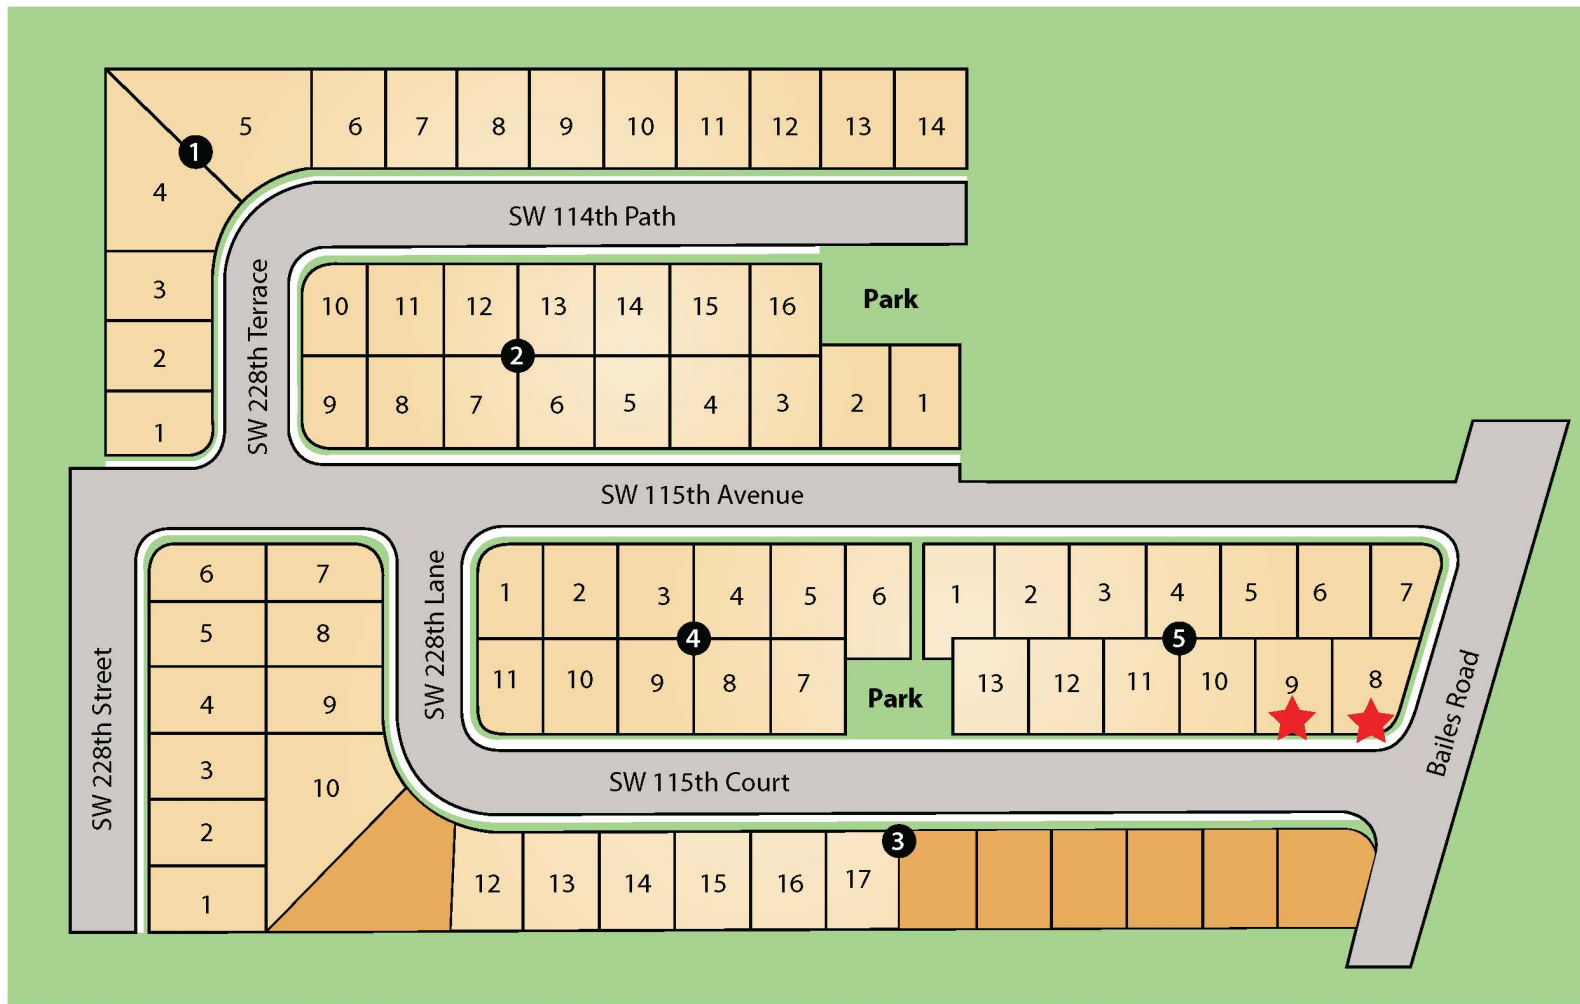 5 6 7 8 9 10 11 12 13 14
1
4
SW 114th Path
3
2
1
SW 228th Terrace
10 11 12 13 14 15 16
Park
2
9 8 7 6 5 4 3 2 1
SW 115th Avenue
6 7
5 8
4 9
3 10
2
1
SW 228th Street
SW 228th Lane
1 2 3 4 5 6
4
11 10 9 8 7
Park
1 2 3 4 5 6 7
5
13 12 11 10 9 8
Bailes Road
SW 115th Court
3
12 13 14 15 16 17